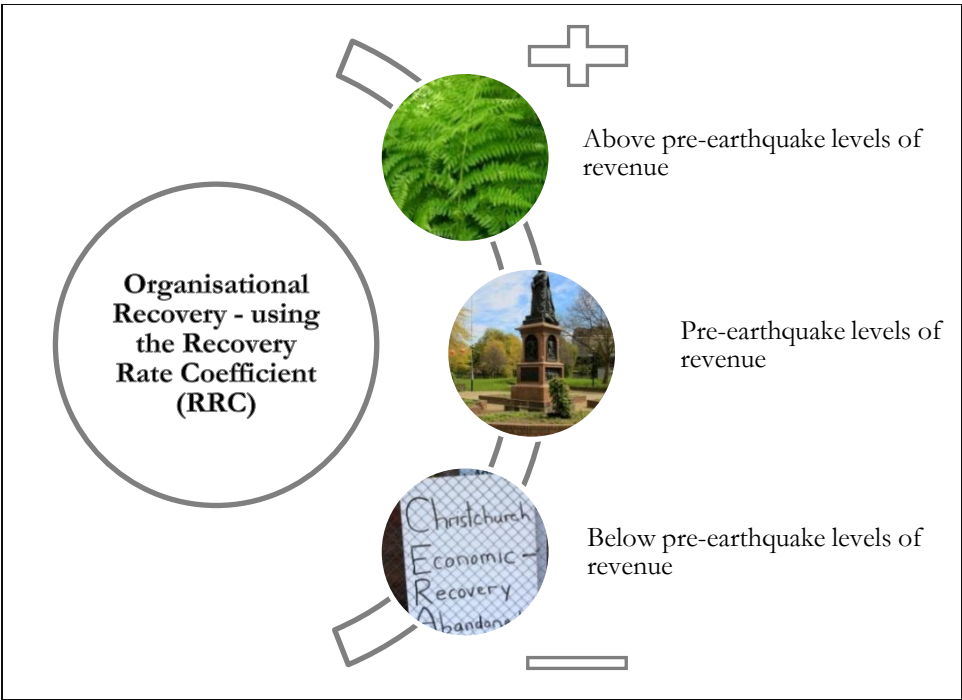 Above pre-earthquake levels of
revenue
Organisational
Recovery - using
the Recovery
Rate Coefficient
(RRC)
Pre-earthquake levels of
revenue
Christchurch
Economic -
Recovery
Below pre-earthquake levels of
revenue